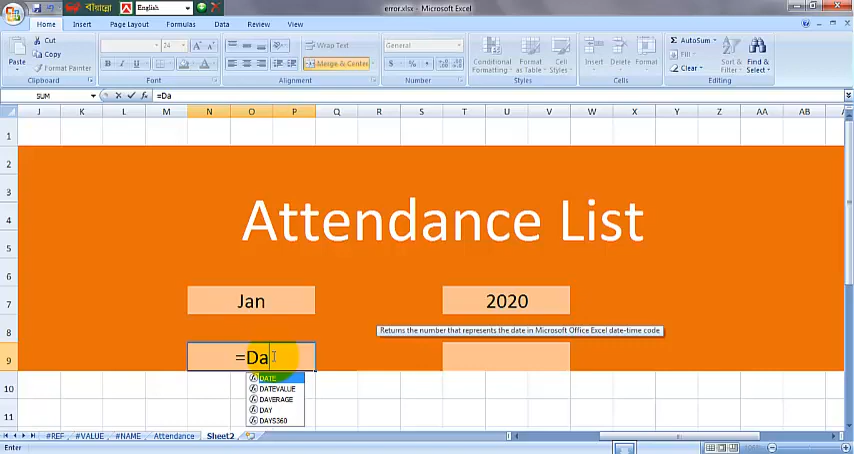 error.xlsx - Microsoft Excel
বাংলা English
Home Insert Page Layout Formulas Data Review View
Paste Cut Copy Format Painter Clipboard
24 A A B I U Font
Wrap Text Merge & Center Alignment
General $ % , Number
Conditional Formatting Format as Table Cell Styles Styles
Insert Delete Format Cells
Σ AutoSum Fill Clear Sort & Filter Find & Select Editing
SUM =Da
J K L M N O P Q R S T U V W X Y Z AA AB
1
2
3
Attendance List
4
5
6
7 Jan 2020
8 Returns the number that represents the date in Microsoft Office Excel date-time code
9 =Da
DATE
10 DATEVALUE
DAVERAGE
DAY
11 DAYS360
#REF #VALUE #NAME Attendance Sheet2
Enter